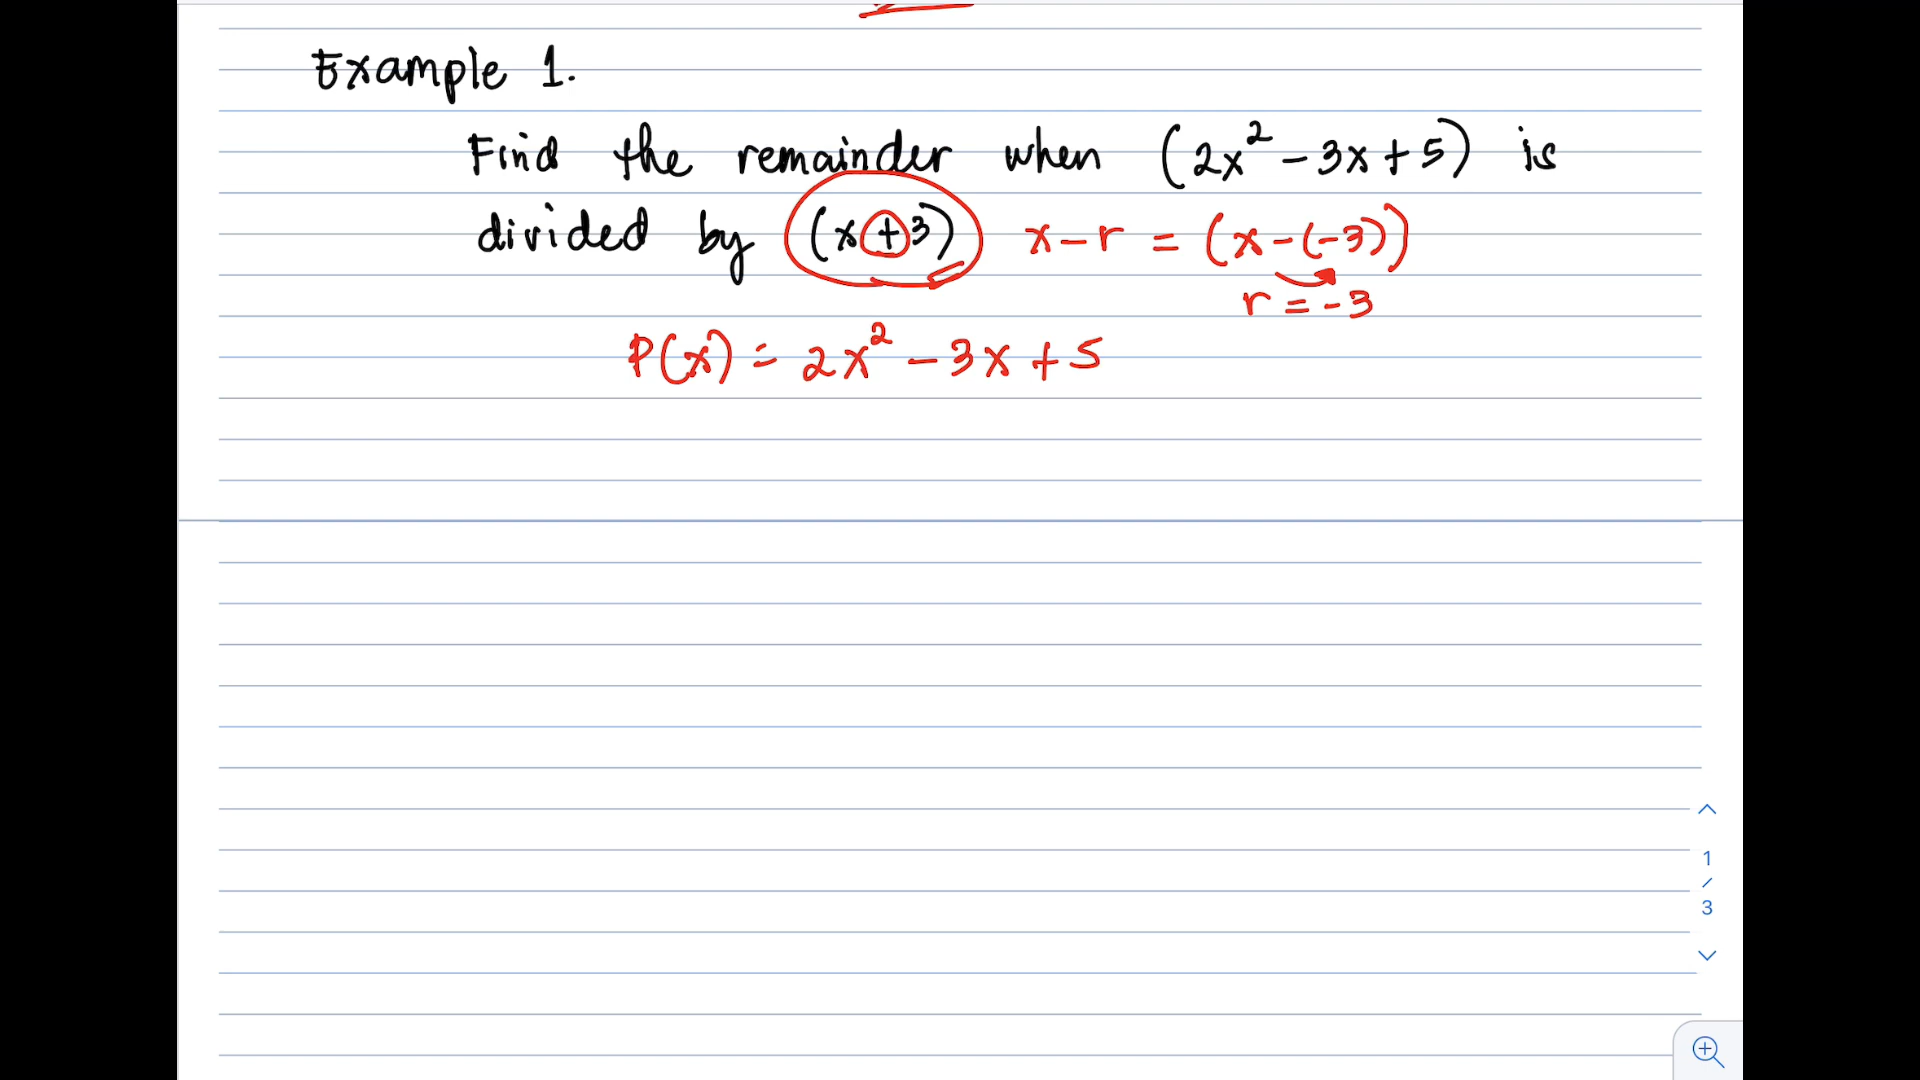 Example 1.
Find the remainder when (2x² - 3x + 5) is
divided by (x + 3) x - r = (x - (-3))
r = -3
P(x) = 2x² - 3x + 5
1
/
3